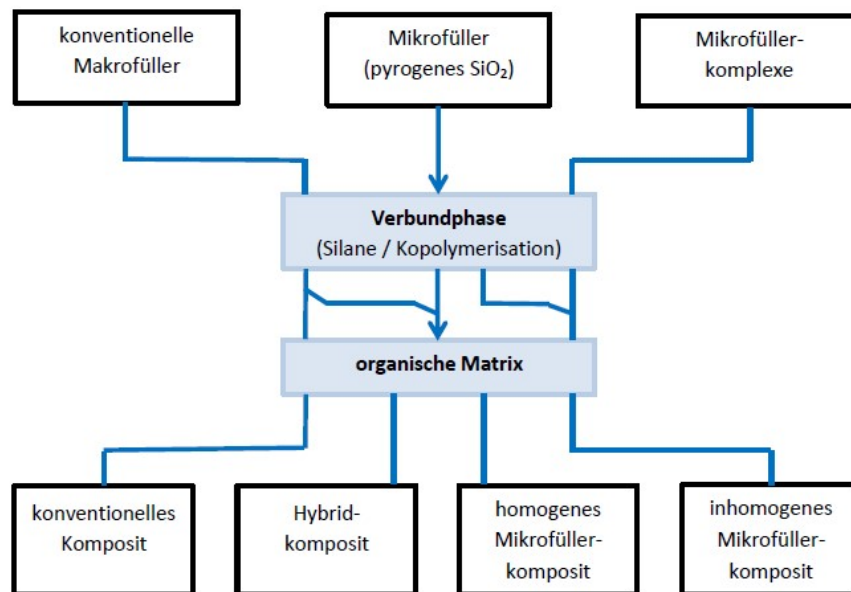 konventionelle
Makrofüller
Mikrofüller
(pyrogenes SiO₂)
Mikrofüller-
komplexe
Verbundphase
(Silane / Kopolymerisation)
organische Matrix
konventionelles
Komposit
Hybrid-
komposit
homogenes
Mikrofüller-
komposit
inhomogenes
Mikrofüller-
komposit